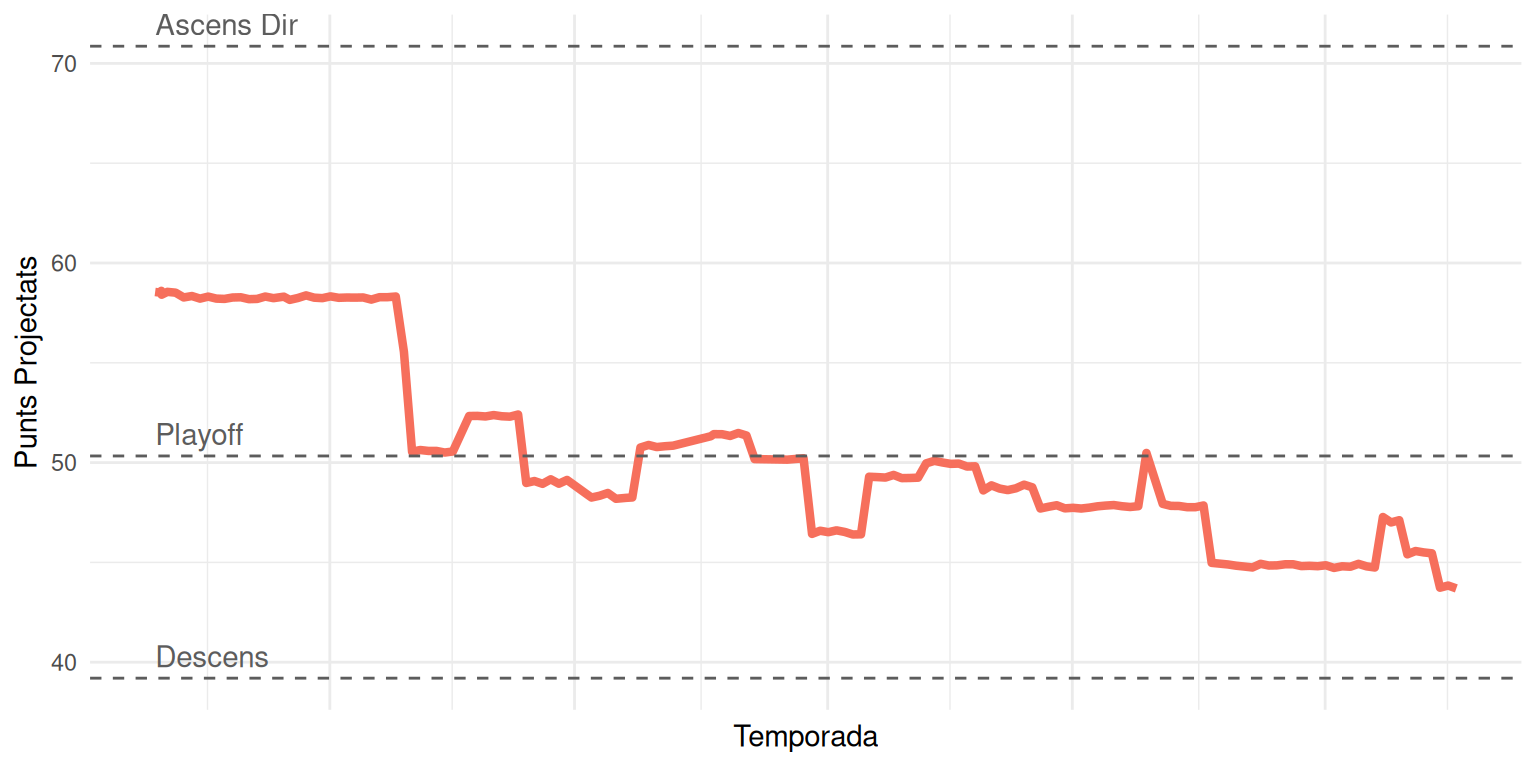 Ascens Dir
70
60
Punts Projectats
Playoff
50
Descens
40
Temporada